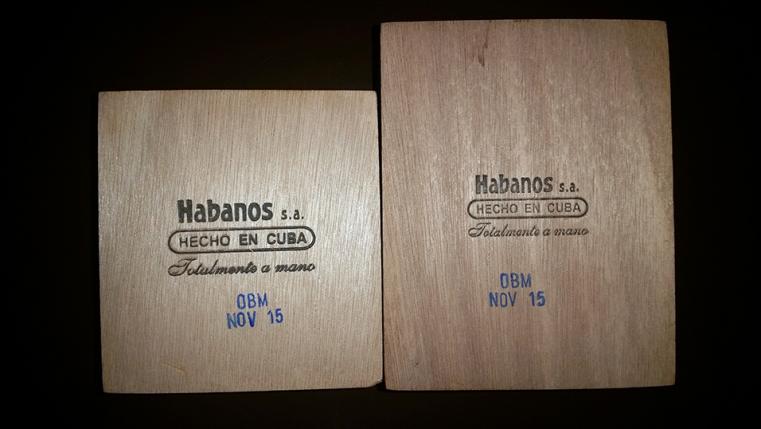 Habanos s.a.
HECHO EN CUBA
Totalmente a mano
OBM
NOV 15
Habanos s.a.
HECHO EN CUBA
Totalmente a mano
OBM
NOV 15